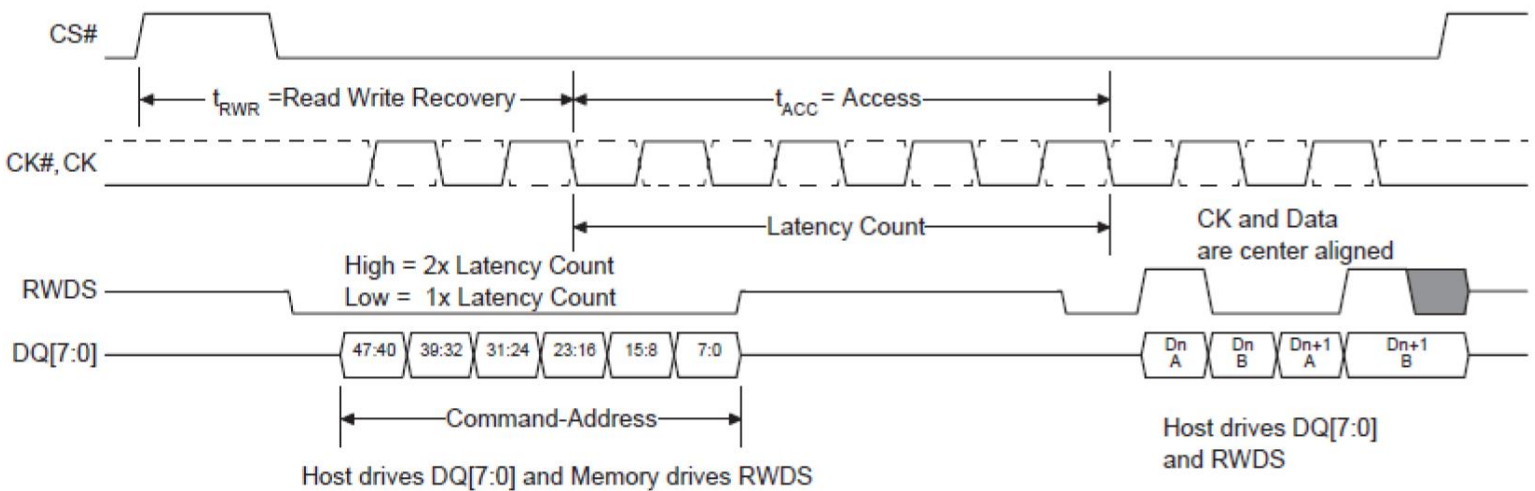 CS#
tRWR =Read Write Recovery
tACC = Access
CK#, CK
Latency Count
CK and Data
are center aligned
High = 2x Latency Count
Low = 1x Latency Count
RWDS
DQ[7:0]
47:40 39:32 31:24 23:16 15:8 7:0
Dn
A
Dn
B
Dn+1
A
Dn+1
B
Command-Address
Host drives DQ[7:0]
and RWDS
Host drives DQ[7:0] and Memory drives RWDS